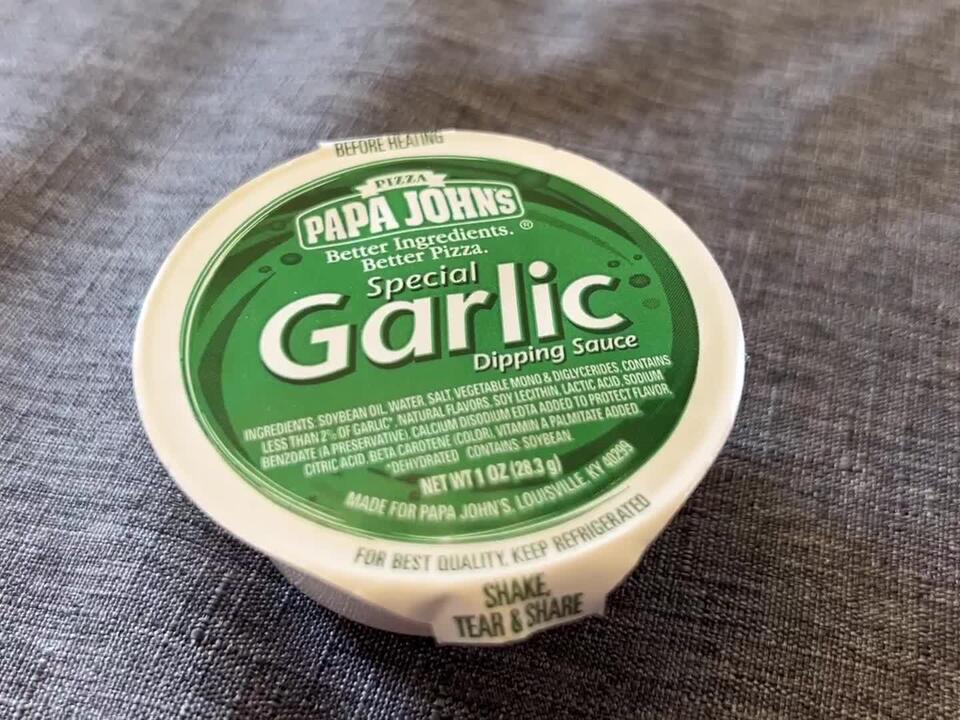 BEFORE HEATING
PIZZA
PAPA JOHN'S
Better Ingredients.
Better Pizza.®
Special
Garlic
Dipping Sauce
INGREDIENTS: SOYBEAN OIL, WATER, SALT, VEGETABLE MONO & DIGLYCERIDES, CONTAINS
LESS THAN 2% OF GARLIC*, NATURAL FLAVORS, SOY LECITHIN, LACTIC ACID, SODIUM
BENZOATE (A PRESERVATIVE), CALCIUM DISODIUM EDTA ADDED TO PROTECT FLAVOR,
CITRIC ACID, BETA CAROTENE (COLOR), VITAMIN A PALMITATE ADDED.
*DEHYDRATED CONTAINS: SOYBEAN.
NET WT 1 OZ (28.3 g)
MADE FOR PAPA JOHN'S, LOUISVILLE, KY 40299
FOR BEST QUALITY, KEEP REFRIGERATED
SHAKE,
TEAR & SHARE